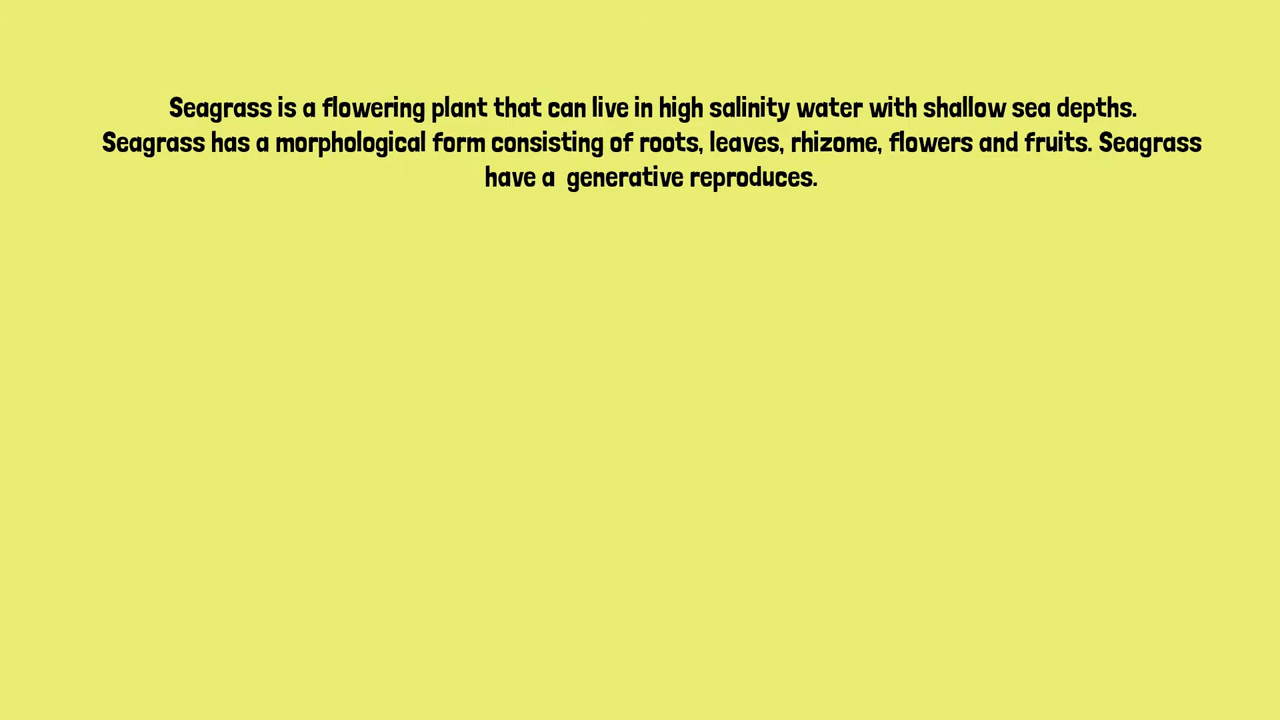 Seagrass is a flowering plant that can live in high salinity water with shallow sea depths.
Seagrass has a morphological form consisting of roots, leaves, rhizome, flowers and fruits. Seagrass
have a  generative reproduces.